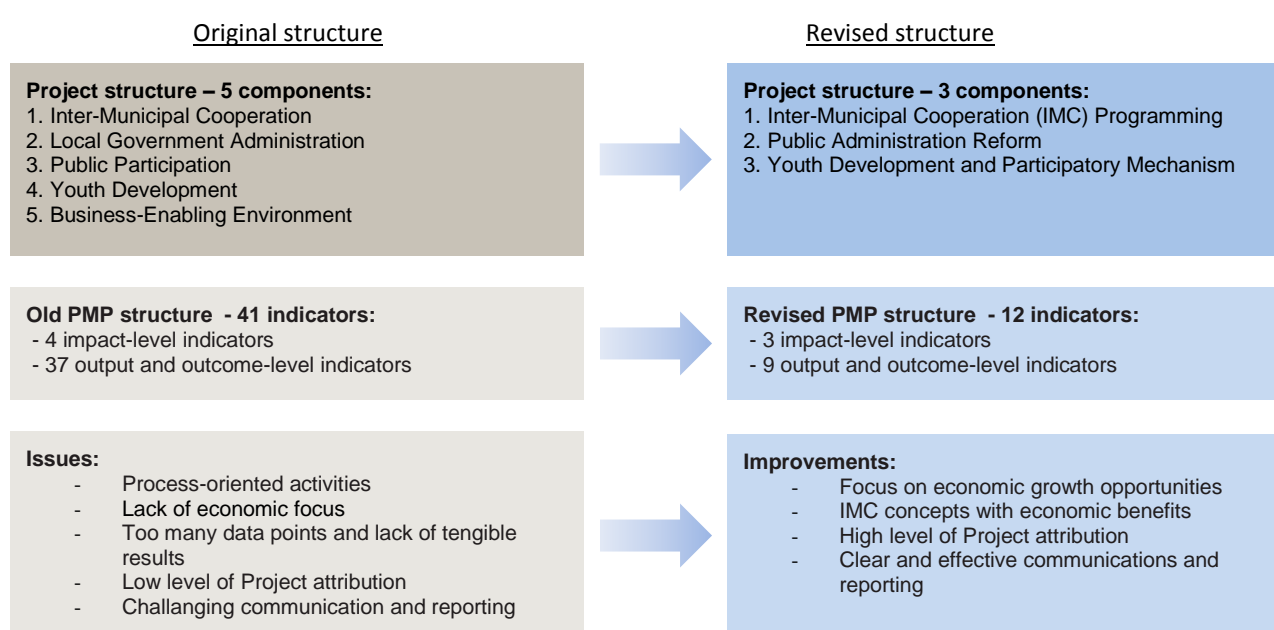 Original structure
Revised structure
Project structure – 5 components:
1. Inter-Municipal Cooperation
2. Local Government Administration
3. Public Participation
4. Youth Development
5. Business-Enabling Environment
Project structure – 3 components:
1. Inter-Municipal Cooperation (IMC) Programming
2. Public Administration Reform
3. Youth Development and Participatory Mechanism
Old PMP structure - 41 indicators:
- 4 impact-level indicators
- 37 output and outcome-level indicators
Revised PMP structure - 12 indicators:
- 3 impact-level indicators
- 9 output and outcome-level indicators
Issues:
- Process-oriented activities
- Lack of economic focus
- Too many data points and lack of tengible
results
- Low level of Project attribution
- Challanging communication and reporting
Improvements:
- Focus on economic growth opportunities
- IMC concepts with economic benefits
- High level of Project attribution
- Clear and effective communications and
reporting